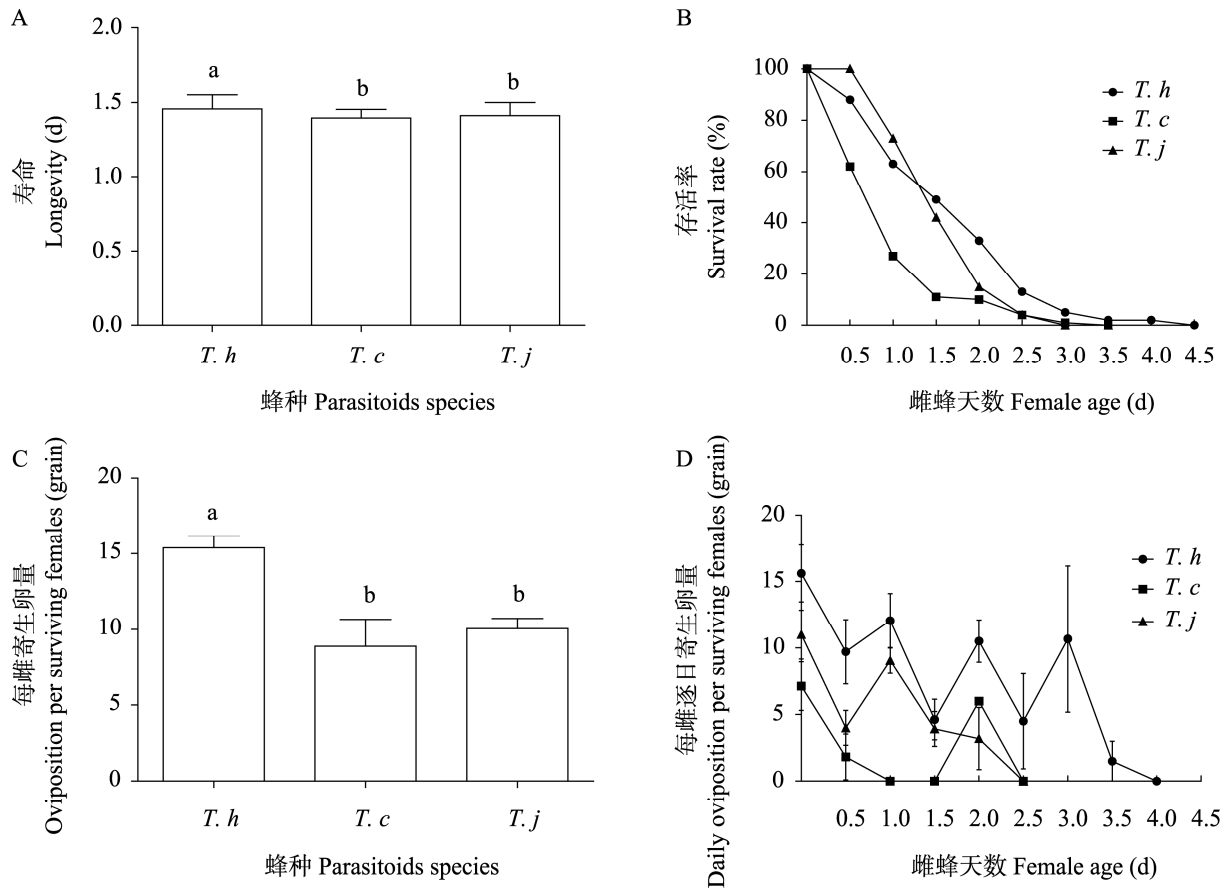 A
寿命
Longevity (d)
2.0
1.5
1.0
0.5
0.0
a
b
b
T. h
T. c
T. j
蜂种 Parasitoids species
B
存活率
Survival rate (%)
100
80
60
40
20
0
T. h
T. c
T. j
0.5 1.0 1.5 2.0 2.5 3.0 3.5 4.0 4.5
雌蜂天数 Female age (d)
C
每雌寄生卵量
Oviposition per surviving females (grain)
20
15
10
5
0
a
b
b
T. h
T. c
T. j
蜂种 Parasitoids species
D
每雌逐日寄生卵量
Daily oviposition per surviving females (grain)
20
15
10
5
0
T. h
T. c
T. j
0.5 1.0 1.5 2.0 2.5 3.0 3.5 4.0 4.5
雌蜂天数 Female age (d)